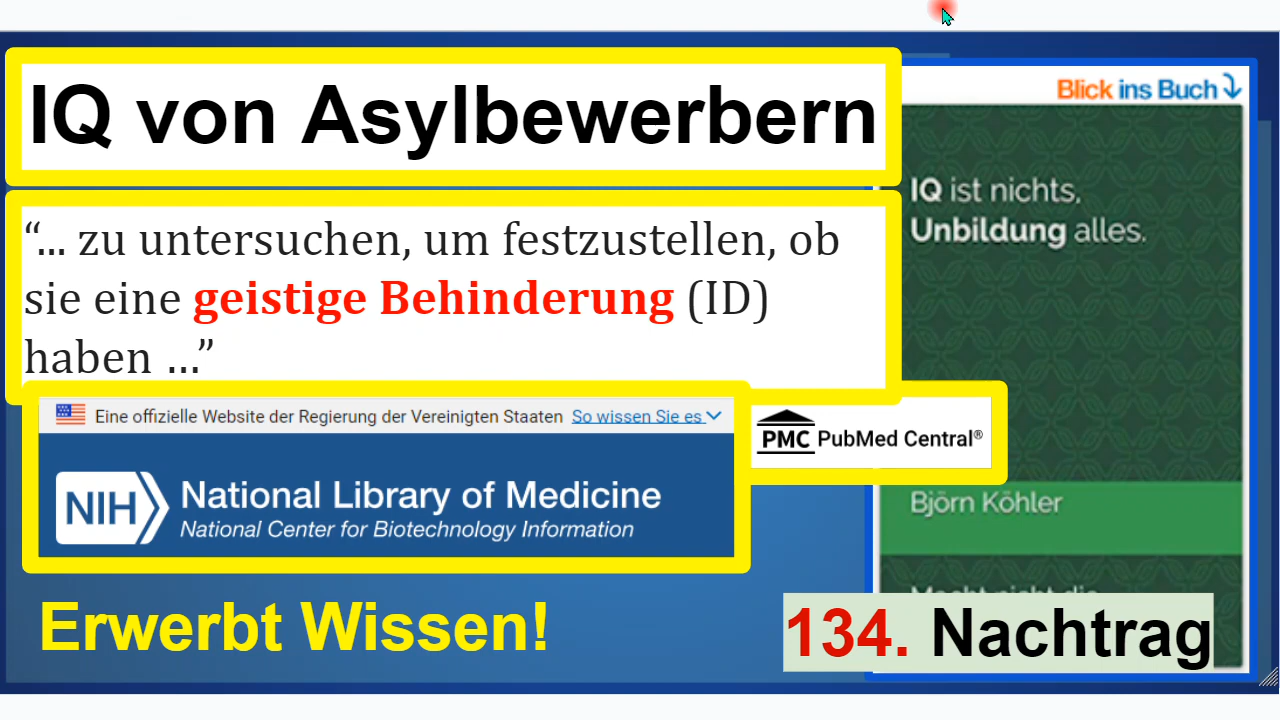 IQ von Asylbewerbern
“... zu untersuchen, um festzustellen, ob
sie eine geistige Behinderung (ID)
haben ...”
Eine offizielle Website der Regierung der Vereinigten Staaten So wissen Sie es
NIH National Library of Medicine
National Center for Biotechnology Information
PMC PubMed Central®
Blick ins Buch
IQ ist nichts,
Unbildung alles.
Björn Köhler
Erwerbt Wissen!
134. Nachtrag